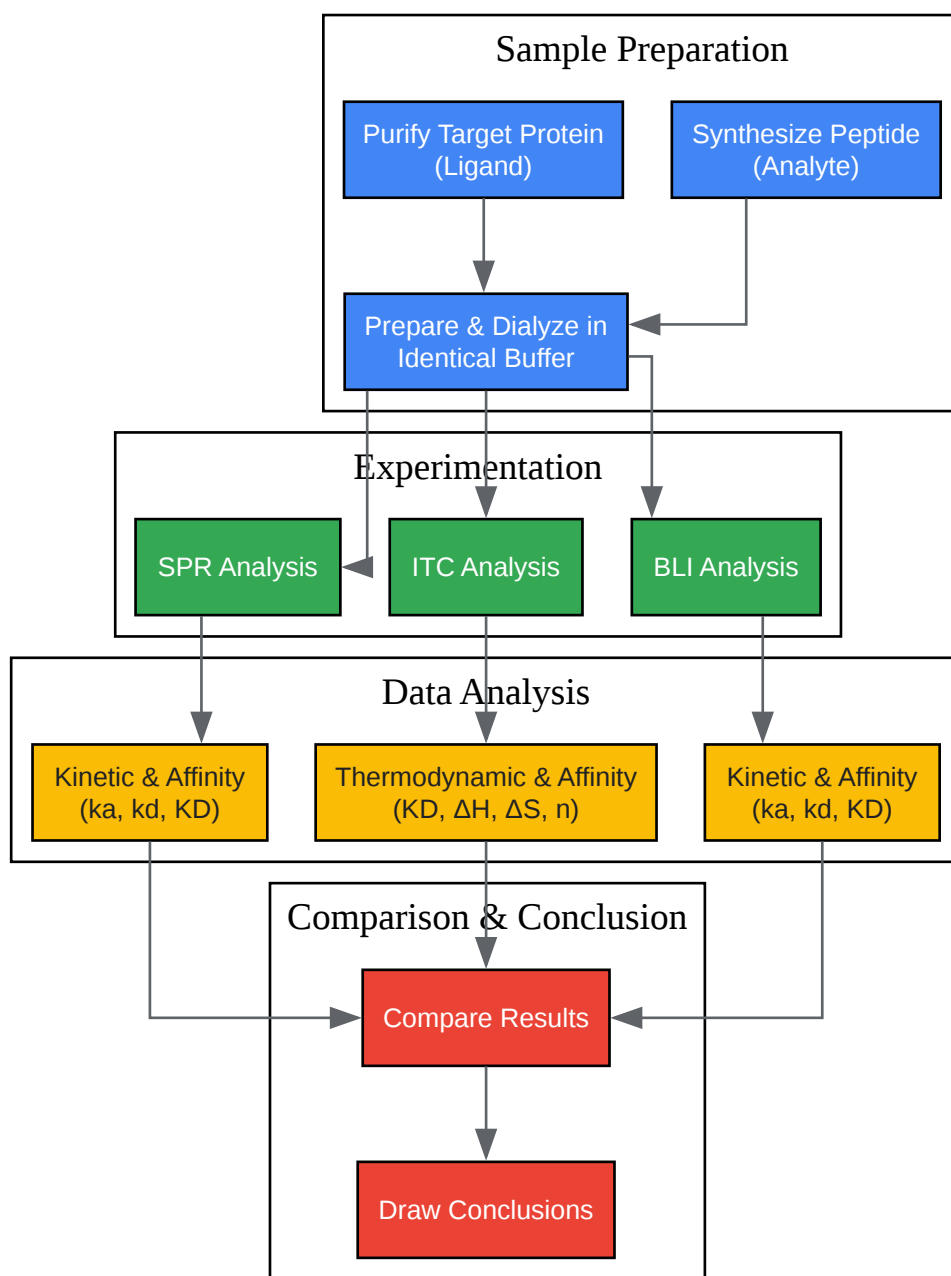 Sample Preparation
Purify Target Protein
(Ligand)
Synthesize Peptide
(Analyte)
Prepare & Dialyze in
Identical Buffer
Experimentation
SPR Analysis
ITC Analysis
BLI Analysis
Data Analysis
Kinetic & Affinity
(ka, kd, KD)
Thermodynamic & Affinity
(KD, ΔH, ΔS, n)
Kinetic & Affinity
(ka, kd, KD)
Comparison & Conclusion
Compare Results
Draw Conclusions